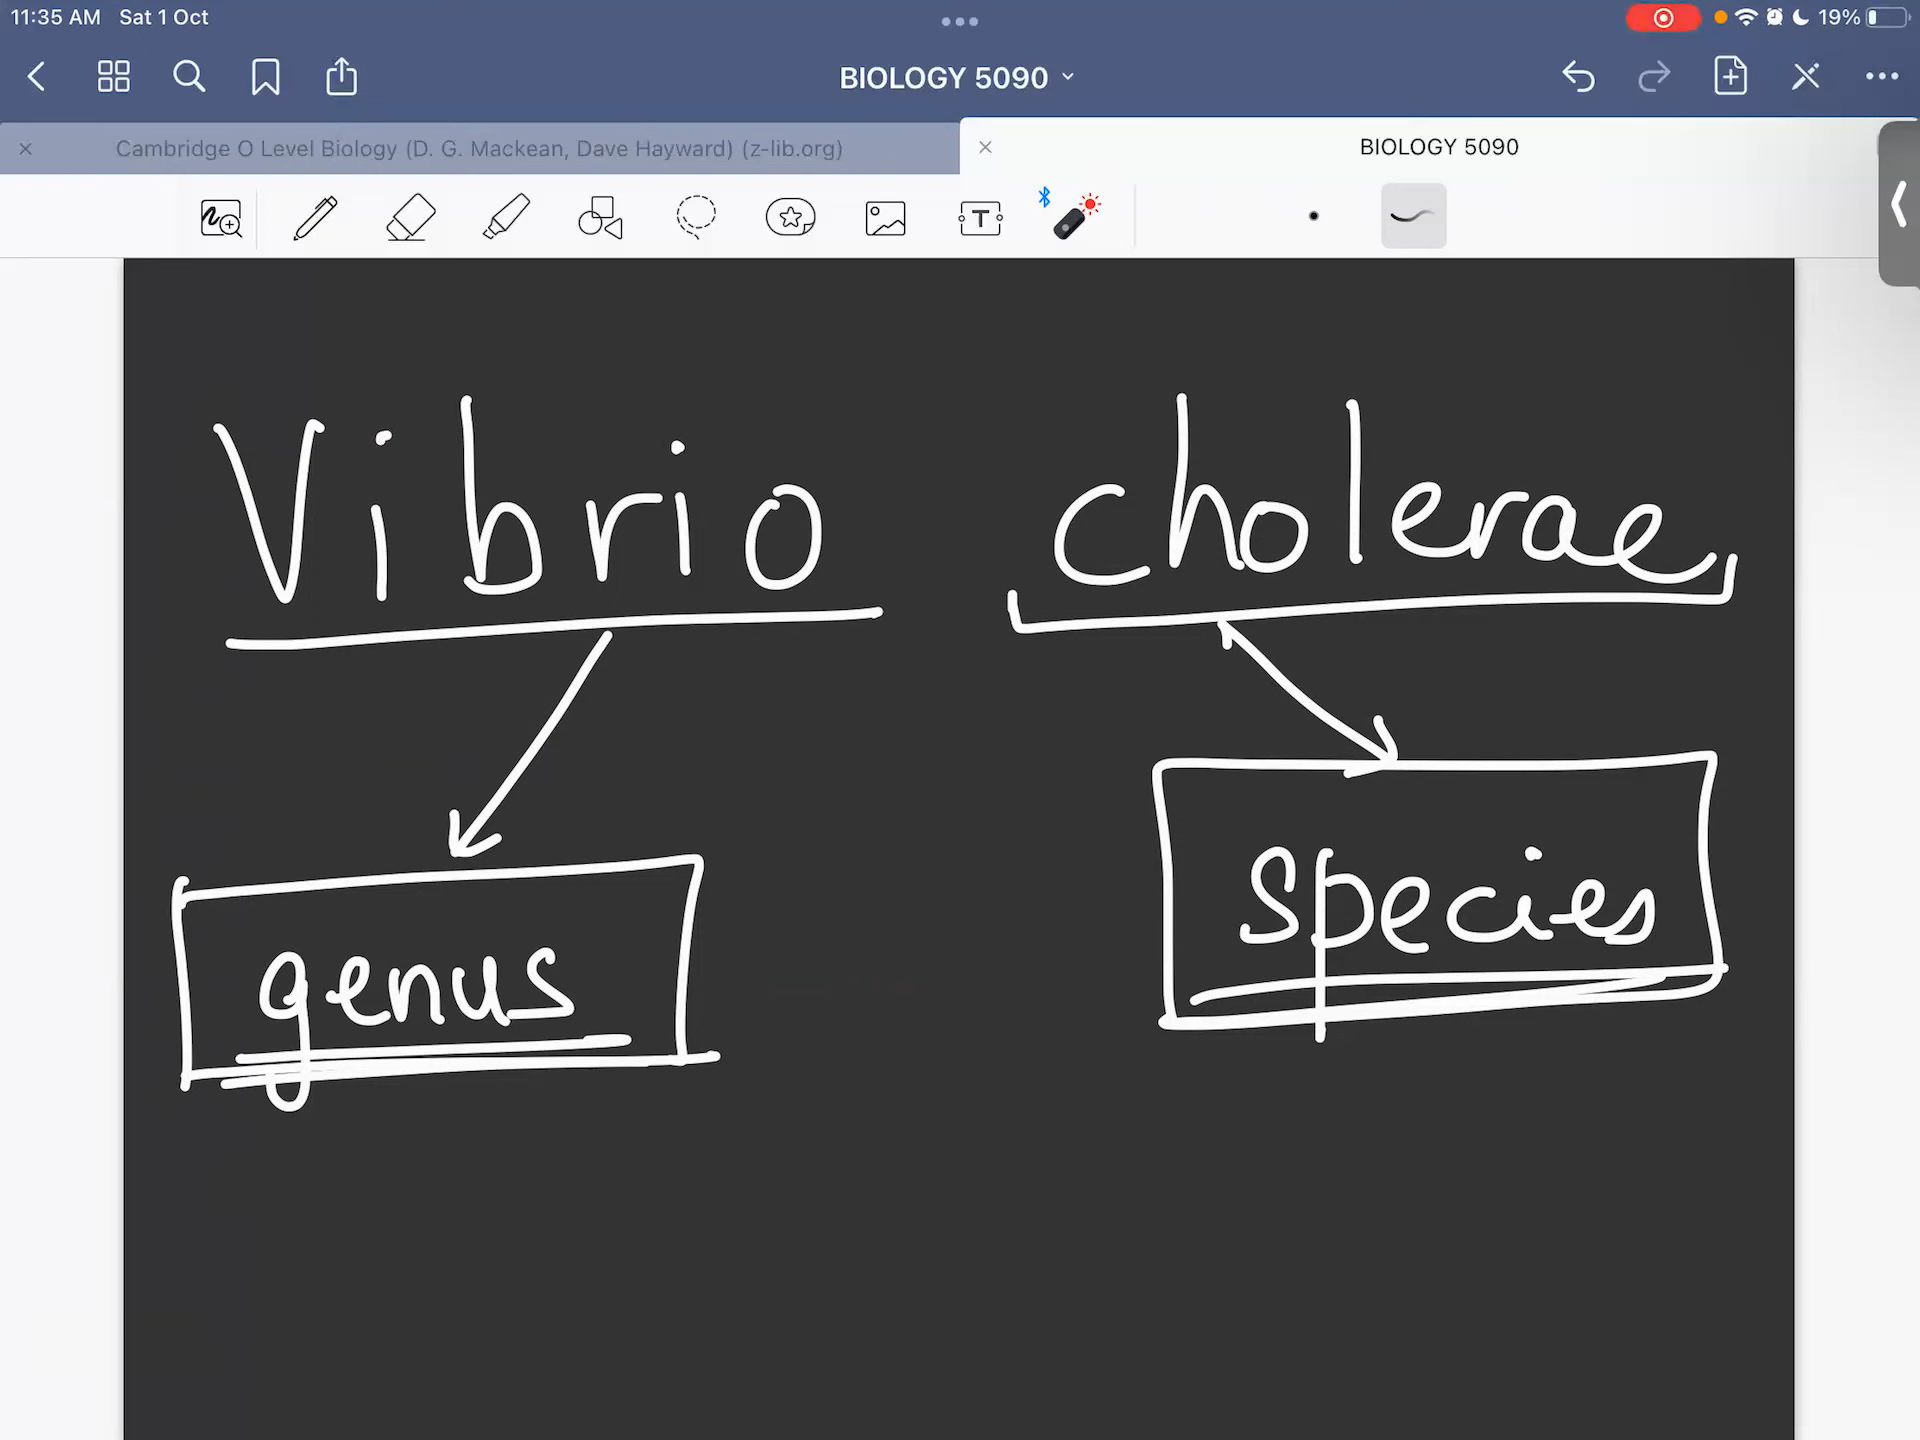 11:35 AM Sat 1 Oct 19%
BIOLOGY 5090
Cambridge O Level Biology (D. G. Mackean, Dave Hayward) (z-lib.org) BIOLOGY 5090
T
Vibrio cholerae
species
genus